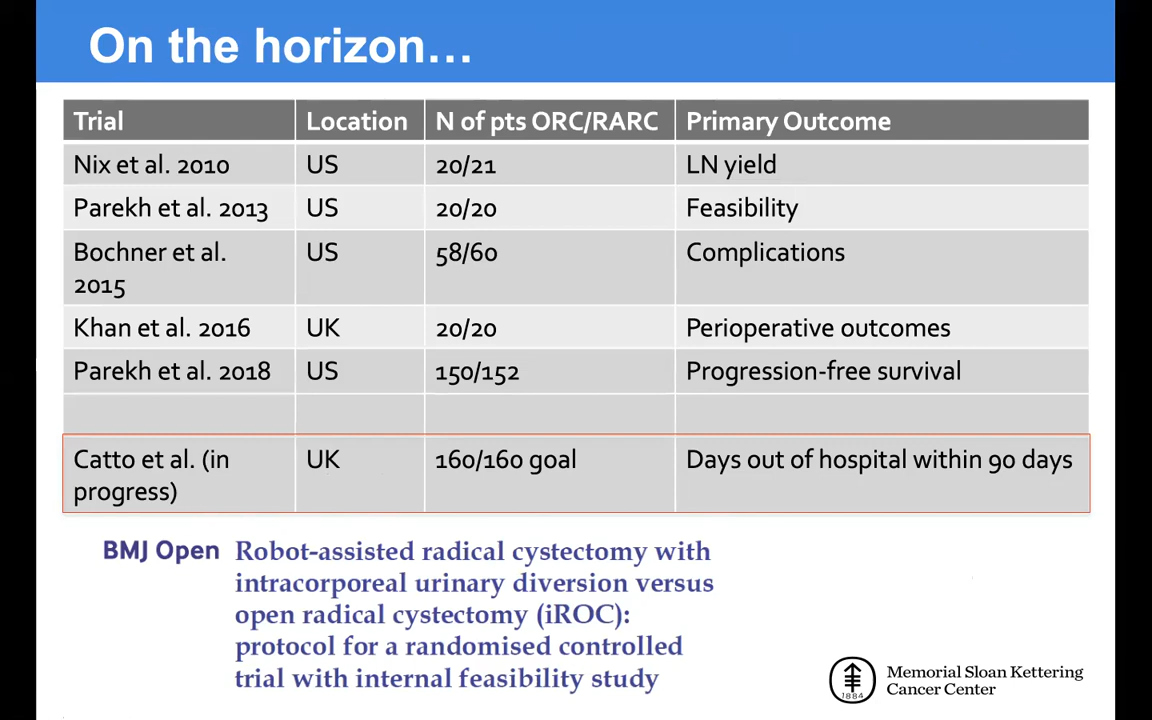 On the horizon…
Trial Location N of pts ORC/RARC Primary Outcome
Nix et al. 2010 US 20/21 LN yield
Parekh et al. 2013 US 20/20 Feasibility
Bochner et al. US 58/60 Complications
2015
Khan et al. 2016 UK 20/20 Perioperative outcomes
Parekh et al. 2018 US 150/152 Progression-free survival
Catto et al. (in UK 160/160 goal Days out of hospital within 90 days
progress)
BMJ Open Robot-assisted radical cystectomy with
intracorporeal urinary diversion versus
open radical cystectomy (iROC):
protocol for a randomised controlled
trial with internal feasibility study
Memorial Sloan Kettering
Cancer Center
1884